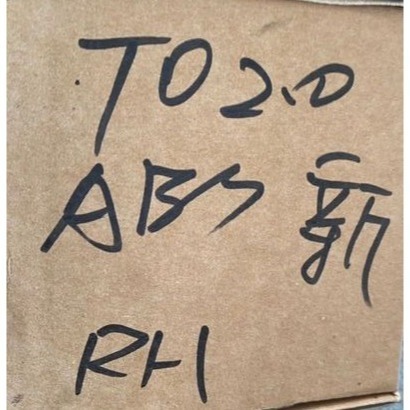 TO 2.0
ABS 新
RH